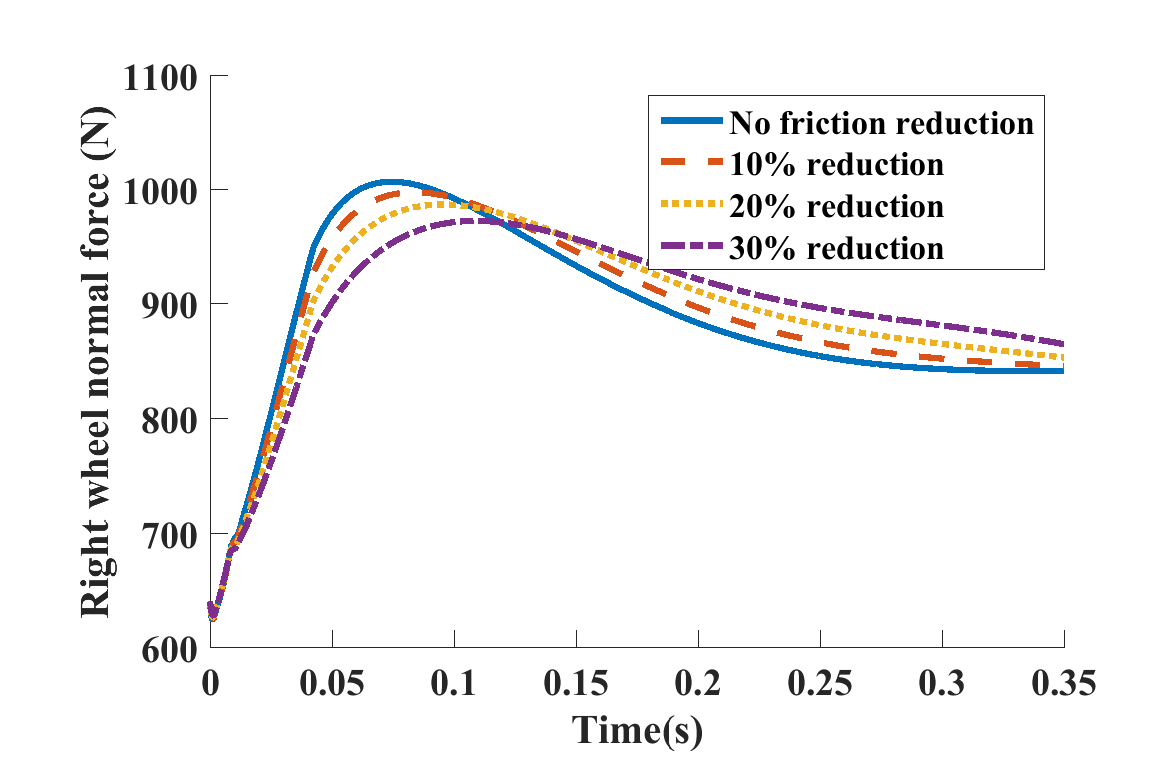 Right wheel normal force (N)
1100
1000
900
800
700
600
No friction reduction
10% reduction
20% reduction
30% reduction
0 0.05 0.1 0.15 0.2 0.25 0.3 0.35
Time(s)